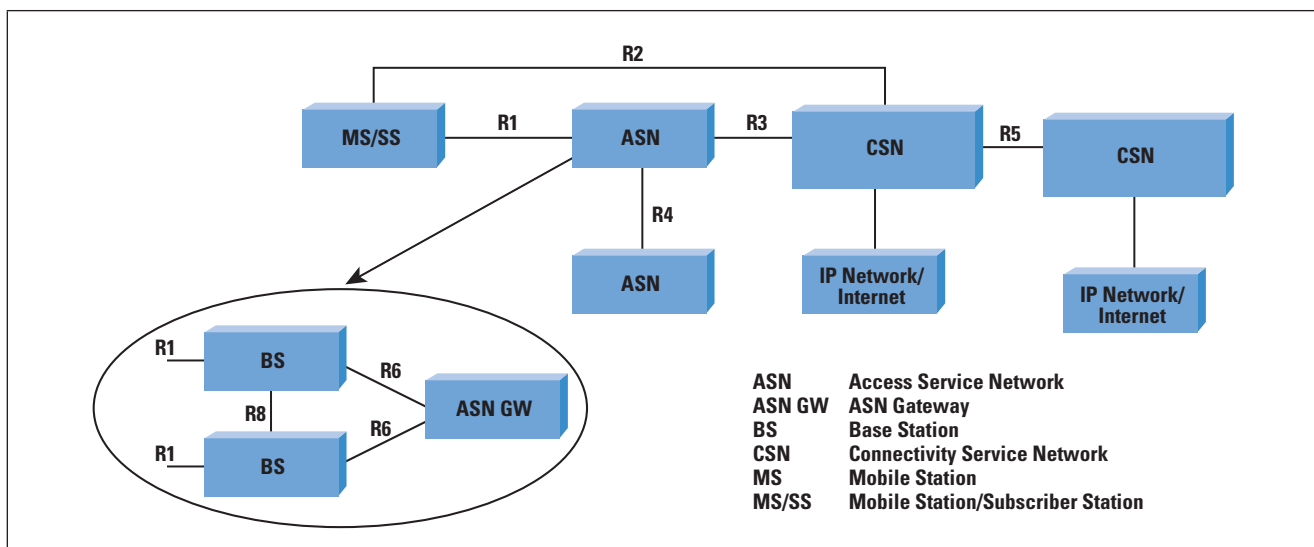 R2
MS/SS
R1
ASN
R3
CSN
R5
CSN
R4
ASN
IP Network/
Internet
IP Network/
Internet
R1
BS
R6
ASN GW
R8
R6
R1
BS
ASN Access Service Network
ASN GW ASN Gateway
BS Base Station
CSN Connectivity Service Network
MS Mobile Station
MS/SS Mobile Station/Subscriber Station